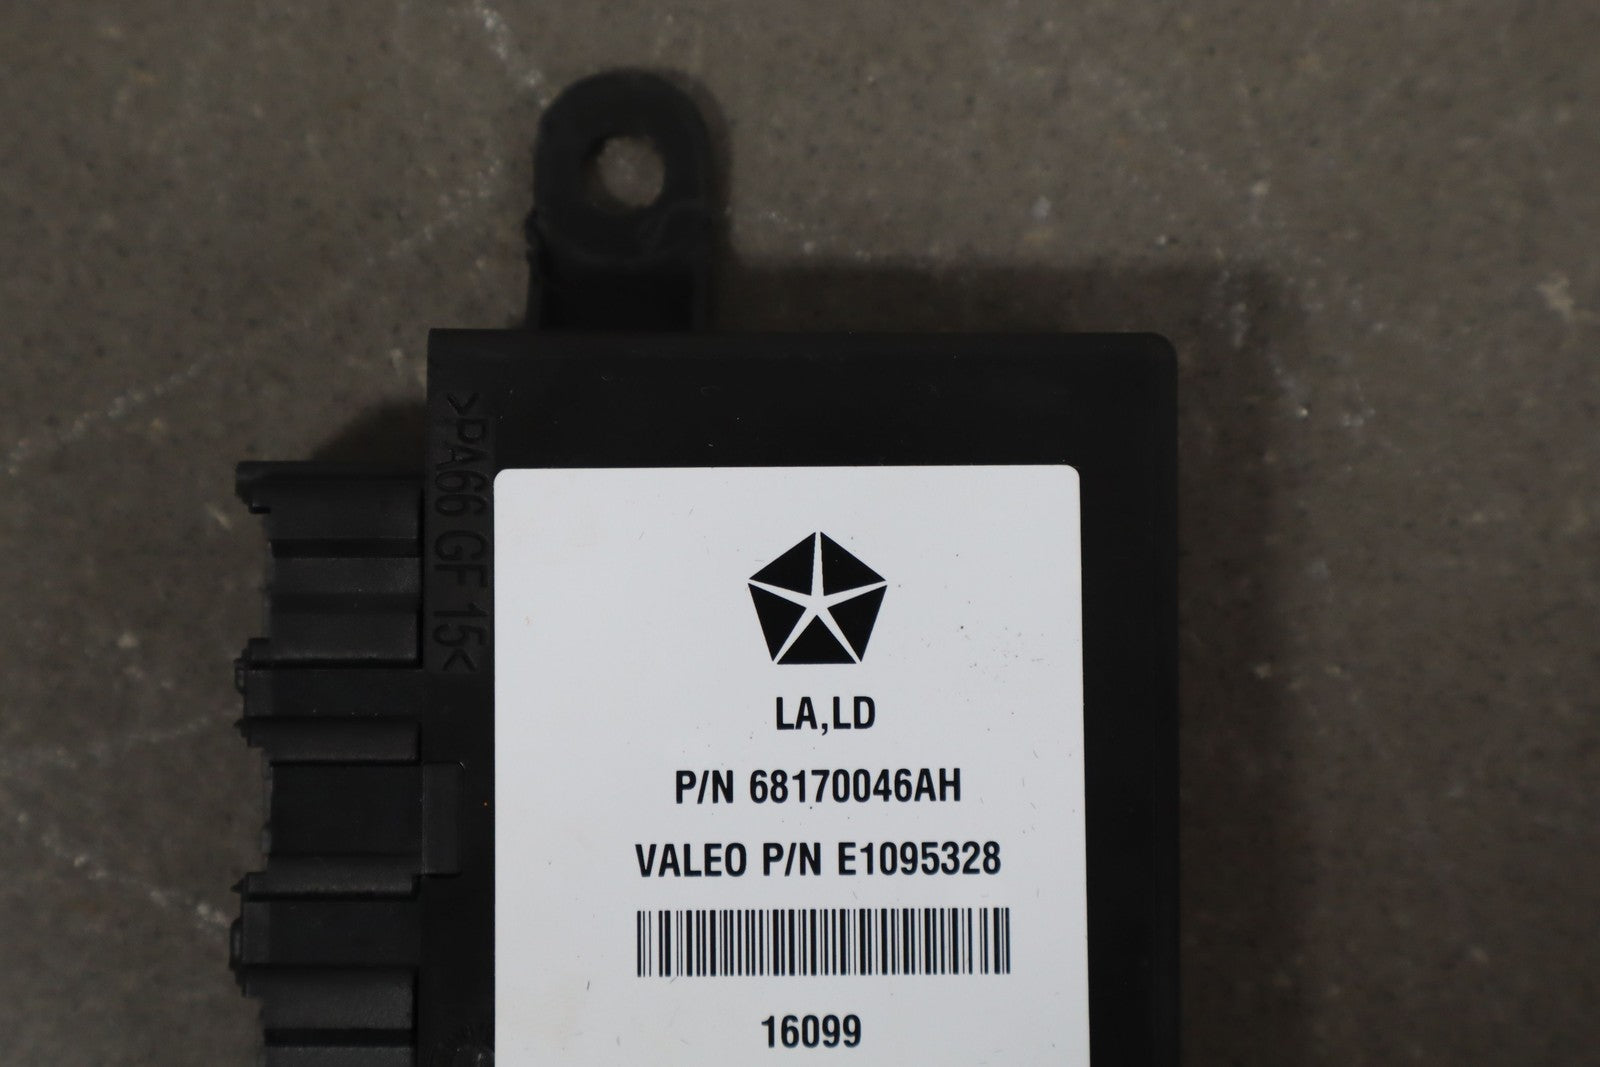 >PA66 GF 15<
LA,LD
P/N 68170046AH
VALEO P/N E1095328
16099